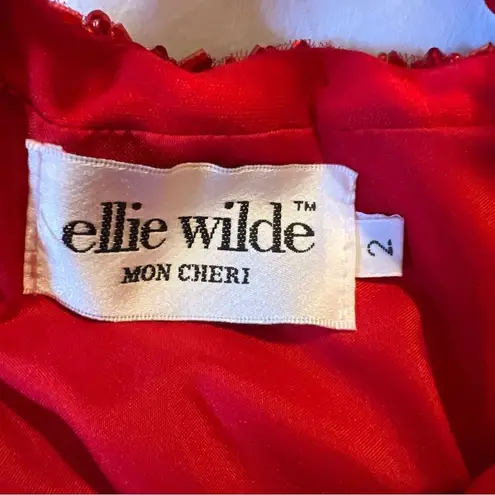 ellie wilde™
MON CHERI
2